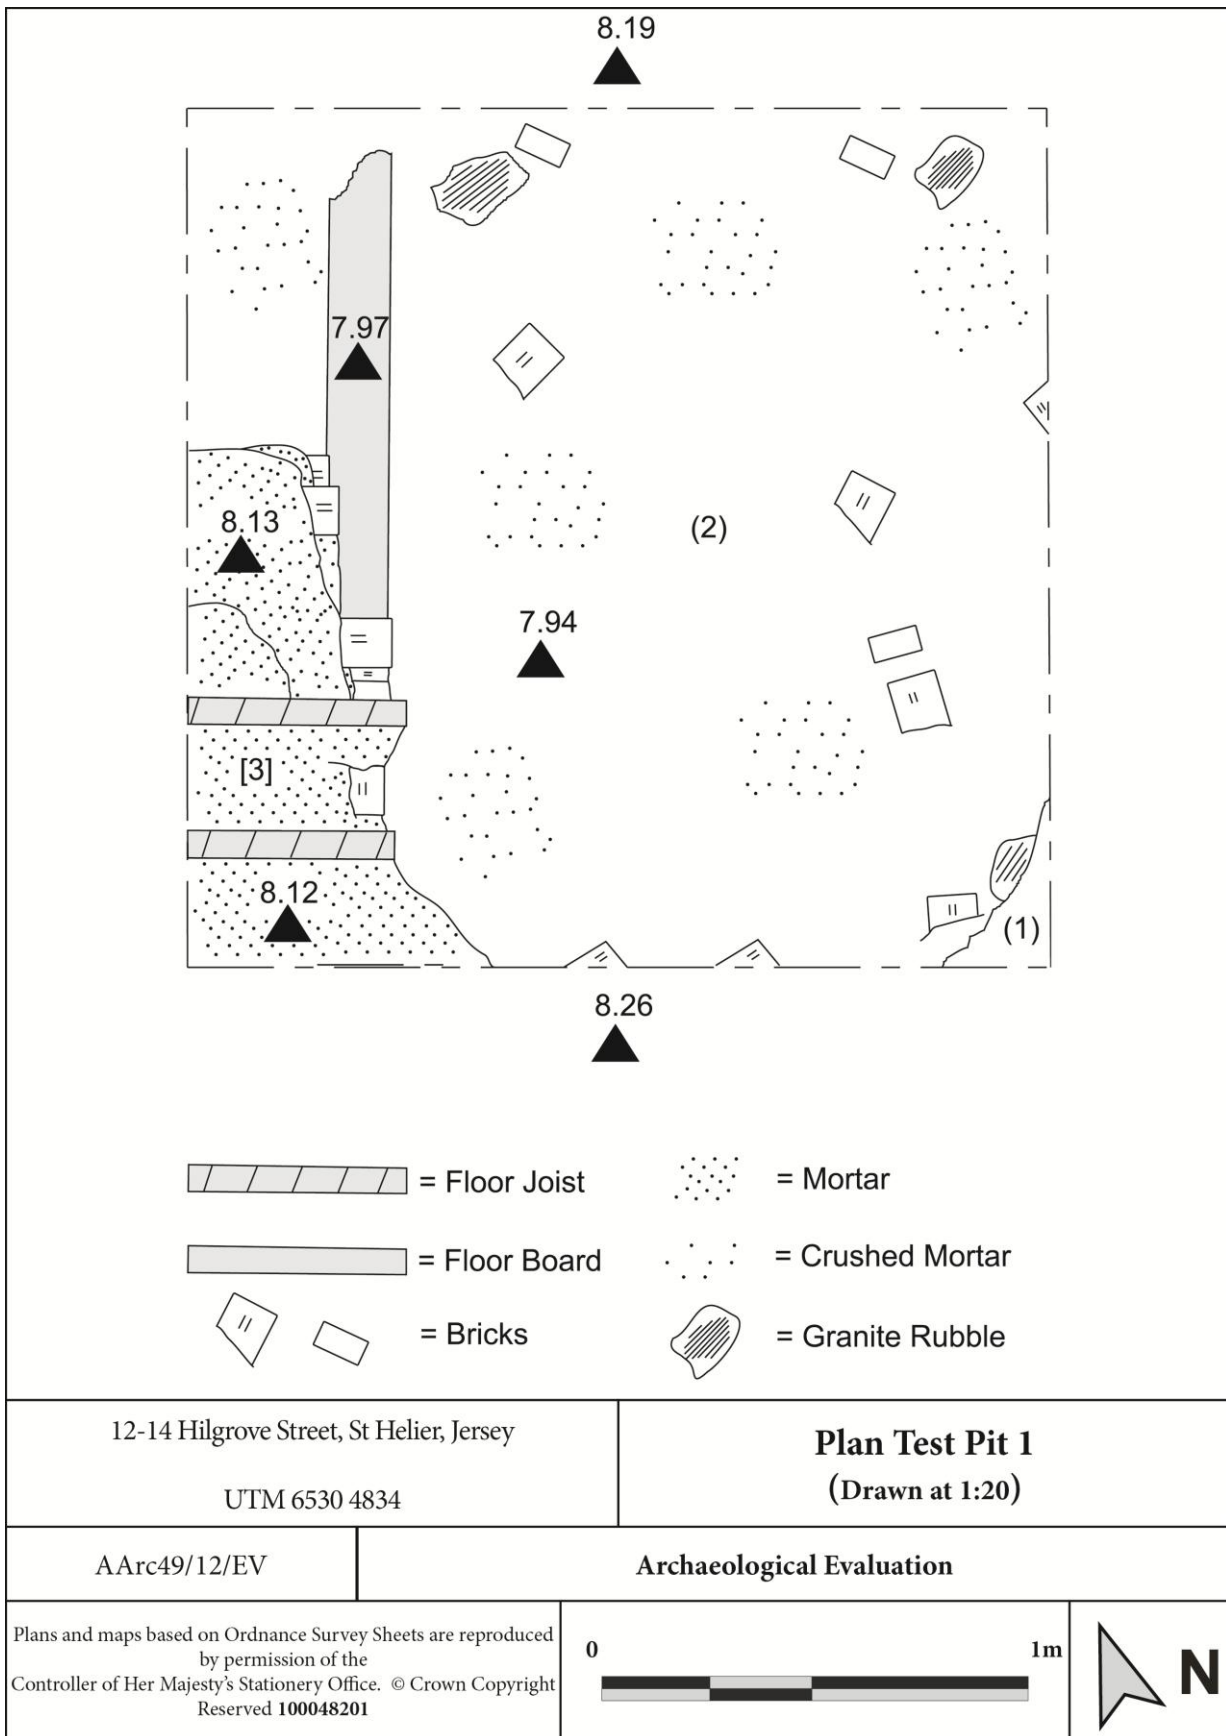 8.19
7.97
8.13
(2)
7.94
[3]
8.12
(1)
8.26
= Floor Joist
= Mortar
= Floor Board
= Crushed Mortar
= Bricks
= Granite Rubble
12-14 Hilgrove Street, St Helier, Jersey
UTM 6530 4834
Plan Test Pit 1
(Drawn at 1:20)
AArc49/12/EV
Archaeological Evaluation
Plans and maps based on Ordnance Survey Sheets are reproduced
by permission of the
Controller of Her Majesty's Stationery Office. © Crown Copyright
Reserved 100048201
0 1m
N